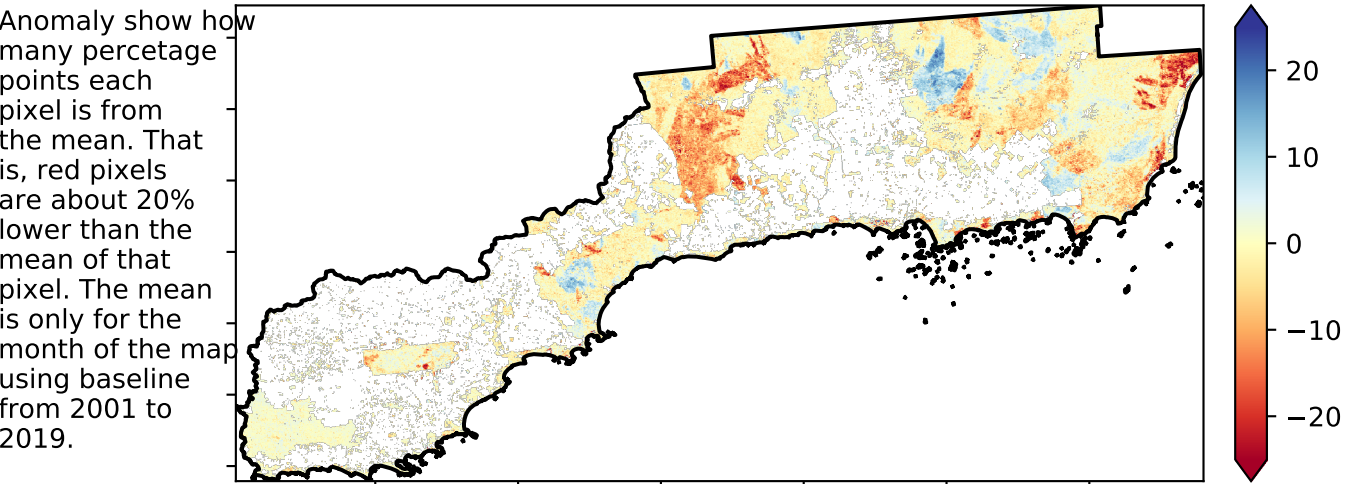 Anomaly show how
many percetage
points each
pixel is from
the mean. That
is, red pixels
are about 20%
lower than the
mean of that
pixel. The mean
is only for the
month of the map
using baseline
from 2001 to
2019.
20
10
0
−10
−20